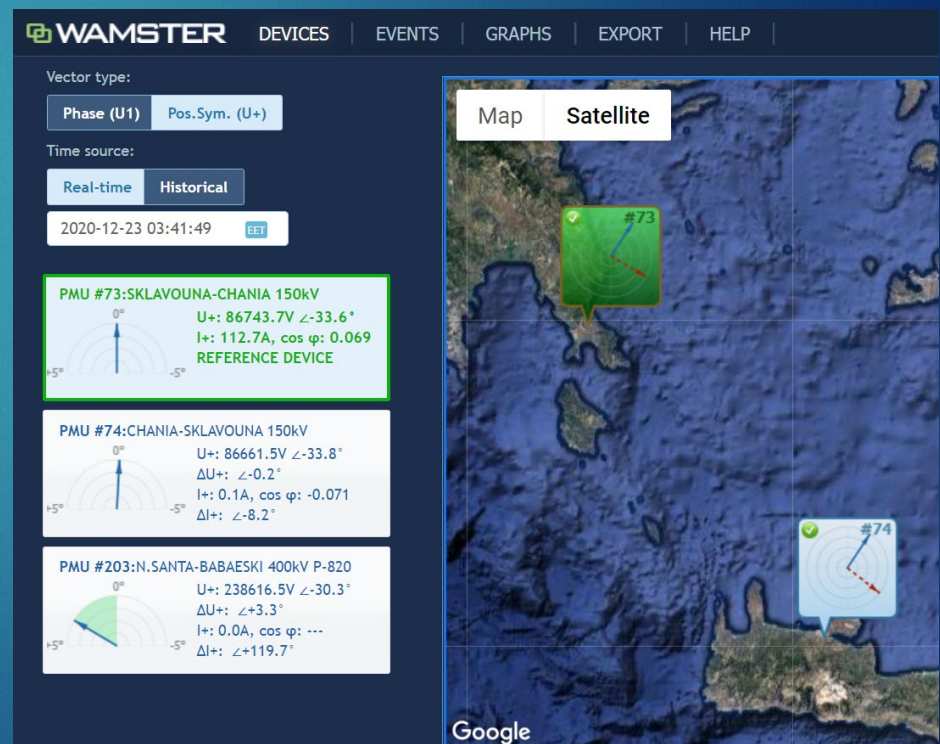 WAMSTER DEVICES EVENTS GRAPHS EXPORT HELP
Vector type:
Phase (U1) Pos.Sym. (U+)
Time source:
Real-time Historical
2020-12-23 03:41:49 EET
PMU #73:SKLAVOUNA-CHANIA 150kV
0°
U+: 86743.7V ∠-33.6°
I+: 112.7A, cos φ: 0.069
REFERENCE DEVICE
+5° -5°
PMU #74:CHANIA-SKLAVOUNA 150kV
0°
U+: 86661.5V ∠-33.8°
ΔU+: ∠-0.2°
I+: 0.1A, cos φ: -0.071
+5° -5°
ΔI+: ∠-8.2°
PMU #203:N.SANTA-BABAESKI 400kV P-820
0°
U+: 238616.5V ∠-30.3°
ΔU+: ∠+3.3°
I+: 0.0A, cos φ: ---
+5° -5°
ΔI+: ∠+119.7°
Map Satellite
#73
#74
Google